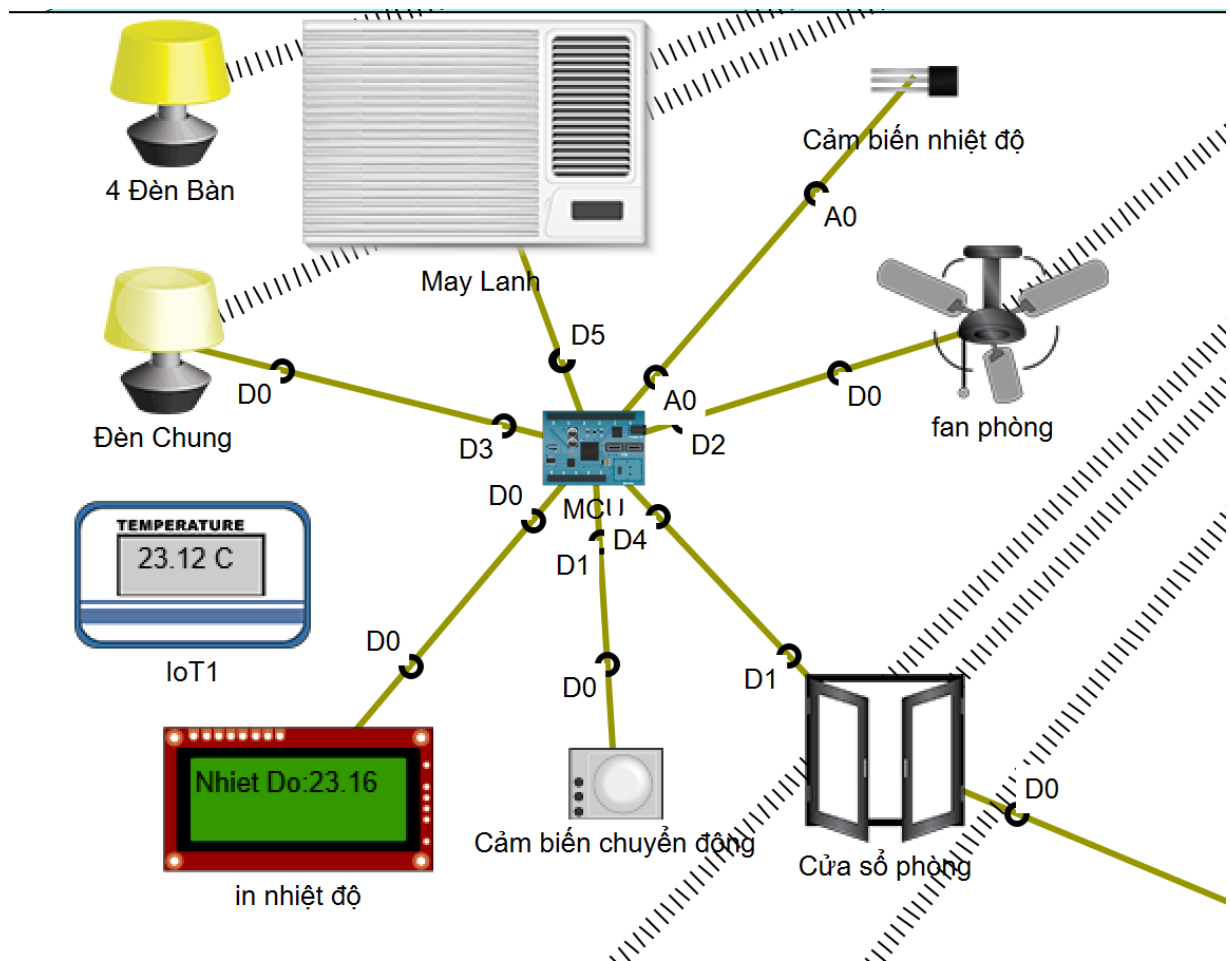 Cảm biến nhiệt độ
4 Đèn Bàn
A0
May Lanh
D5
D0
A0
D0
Đèn Chung
D3
D2
fan phòng
D0
MCU
D4
D1
TEMPERATURE
23.12 C
IoT1
D0
D0
D1
Nhiet Do:23.16
D0
Cảm biến chuyển động
Cửa sổ phòng
in nhiệt độ